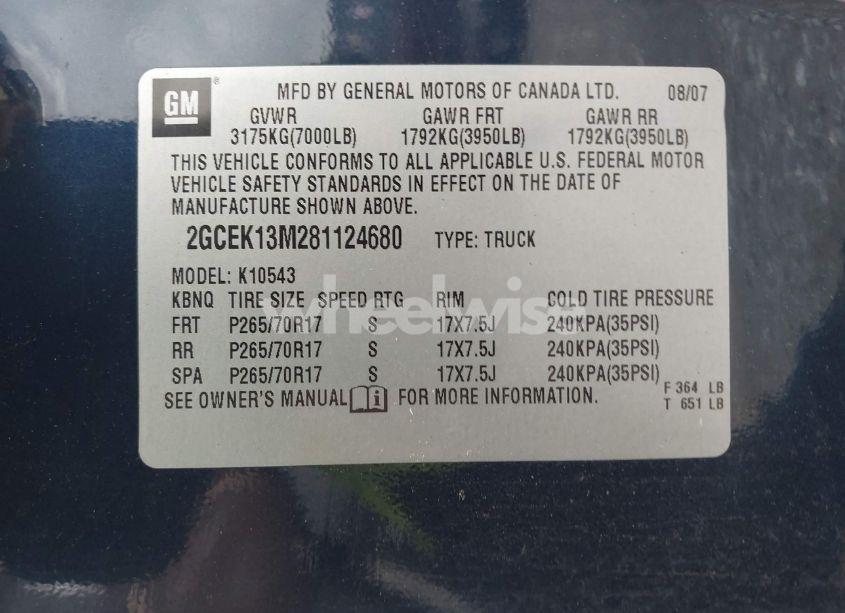 GM ® MFD BY GENERAL MOTORS OF CANADA LTD. 08/07
GVWR GAWR FRT GAWR RR
3175KG(7000LB) 1792KG(3950LB) 1792KG(3950LB)
THIS VEHICLE CONFORMS TO ALL APPLICABLE U.S. FEDERAL MOTOR
VEHICLE SAFETY STANDARDS IN EFFECT ON THE DATE OF
MANUFACTURE SHOWN ABOVE.
2GCEK13M281124680 TYPE: TRUCK
MODEL: K10543
KBNQ TIRE SIZE SPEED RTG RIM COLD TIRE PRESSURE
wheelwise
FRT P265/70R17 S 17X7.5J 240KPA(35PSI)
RR P265/70R17 S 17X7.5J 240KPA(35PSI)
SPA P265/70R17 S 17X7.5J 240KPA(35PSI)
SEE OWNER'S MANUAL i FOR MORE INFORMATION.
F 364 LB
T 651 LB